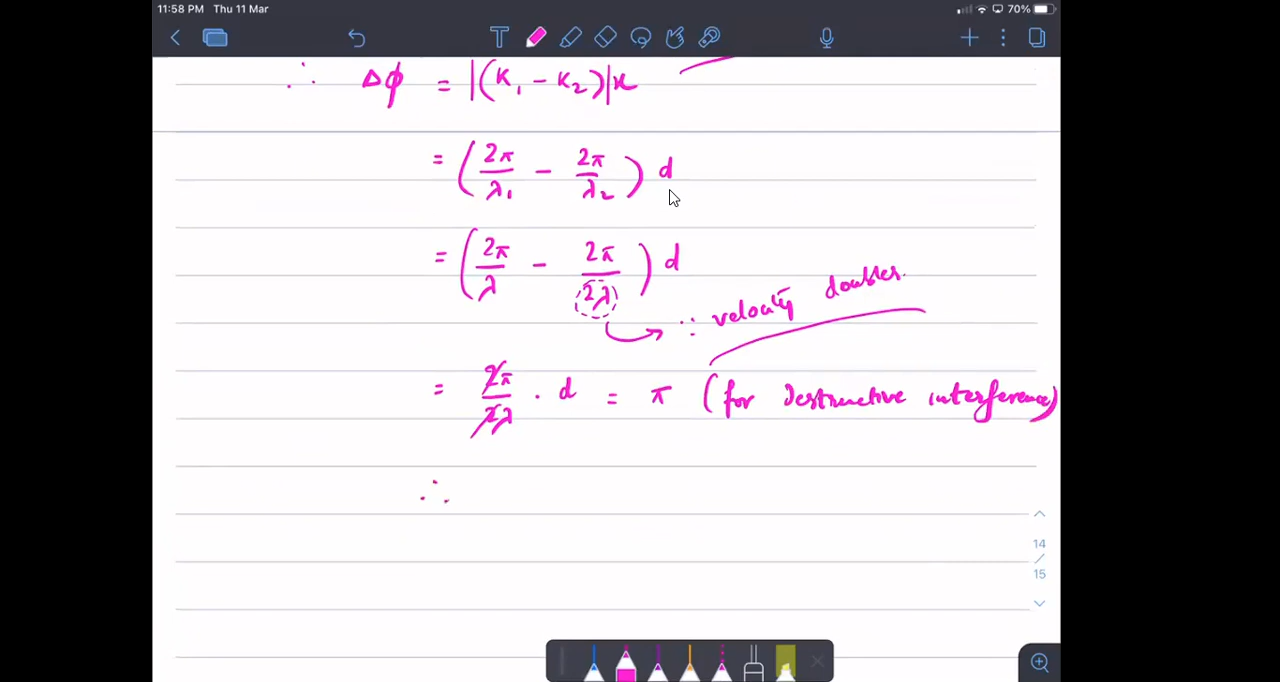 11:58 PM Thu 11 Mar 70%
∴ Δϕ = |(K₁ - K₂)|x
= (2π/λ₁ - 2π/λ₂) d
= (2π/λ - 2π/2λ) d
∵ velocity doubles.
= 2π/2λ . d = π (for destructive interference)
∴
14
/
15